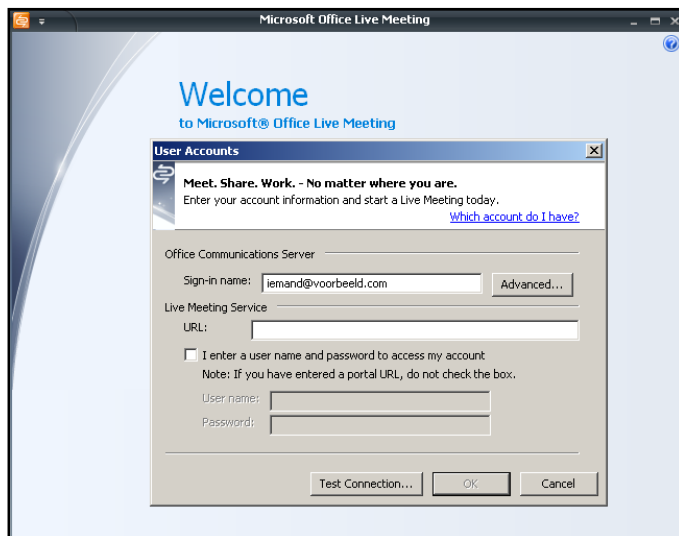 Microsoft Office Live Meeting
Welcome
to Microsoft® Office Live Meeting
User Accounts
Meet. Share. Work. - No matter where you are.
Enter your account information and start a Live Meeting today.
Which account do I have?
Office Communications Server
Sign-in name: iemand@voorbeeld.com Advanced...
Live Meeting Service
URL:
I enter a user name and password to access my account
Note: If you have entered a portal URL, do not check the box.
User name:
Password:
Test Connection... OK Cancel